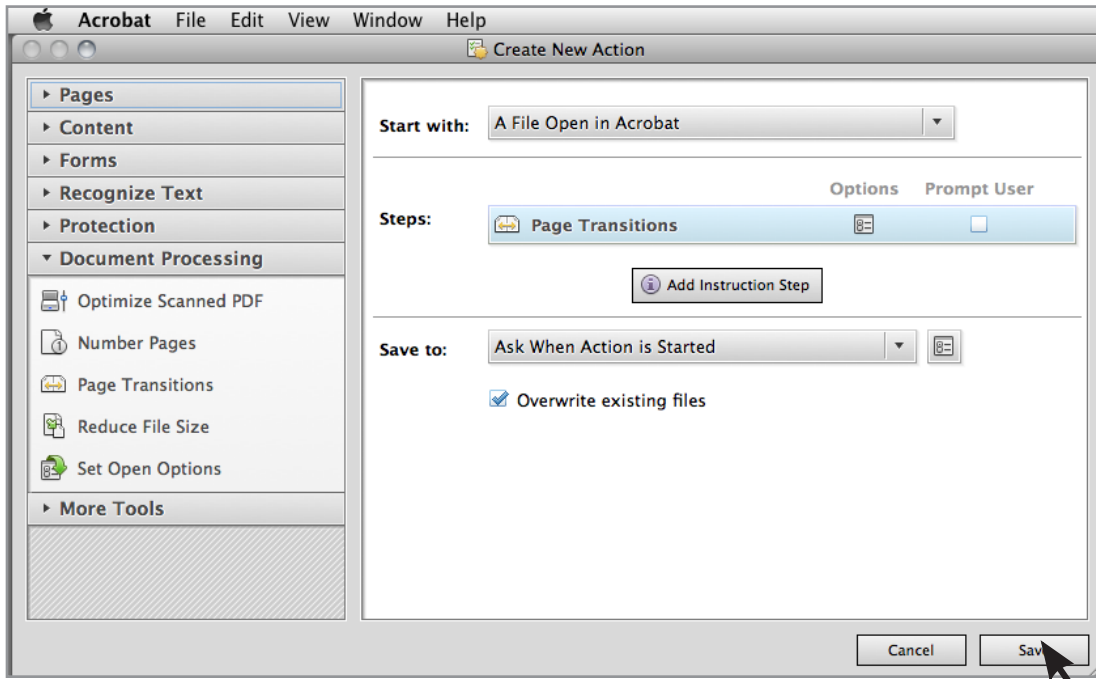 Acrobat File Edit View Window Help
Create New Action
Pages
Content
Forms
Recognize Text
Protection
Document Processing
Optimize Scanned PDF
Number Pages
Page Transitions
Reduce File Size
Set Open Options
More Tools
Start with: A File Open in Acrobat
Options Prompt User
Steps: Page Transitions
Add Instruction Step
Save to: Ask When Action is Started
Overwrite existing files
Cancel Save